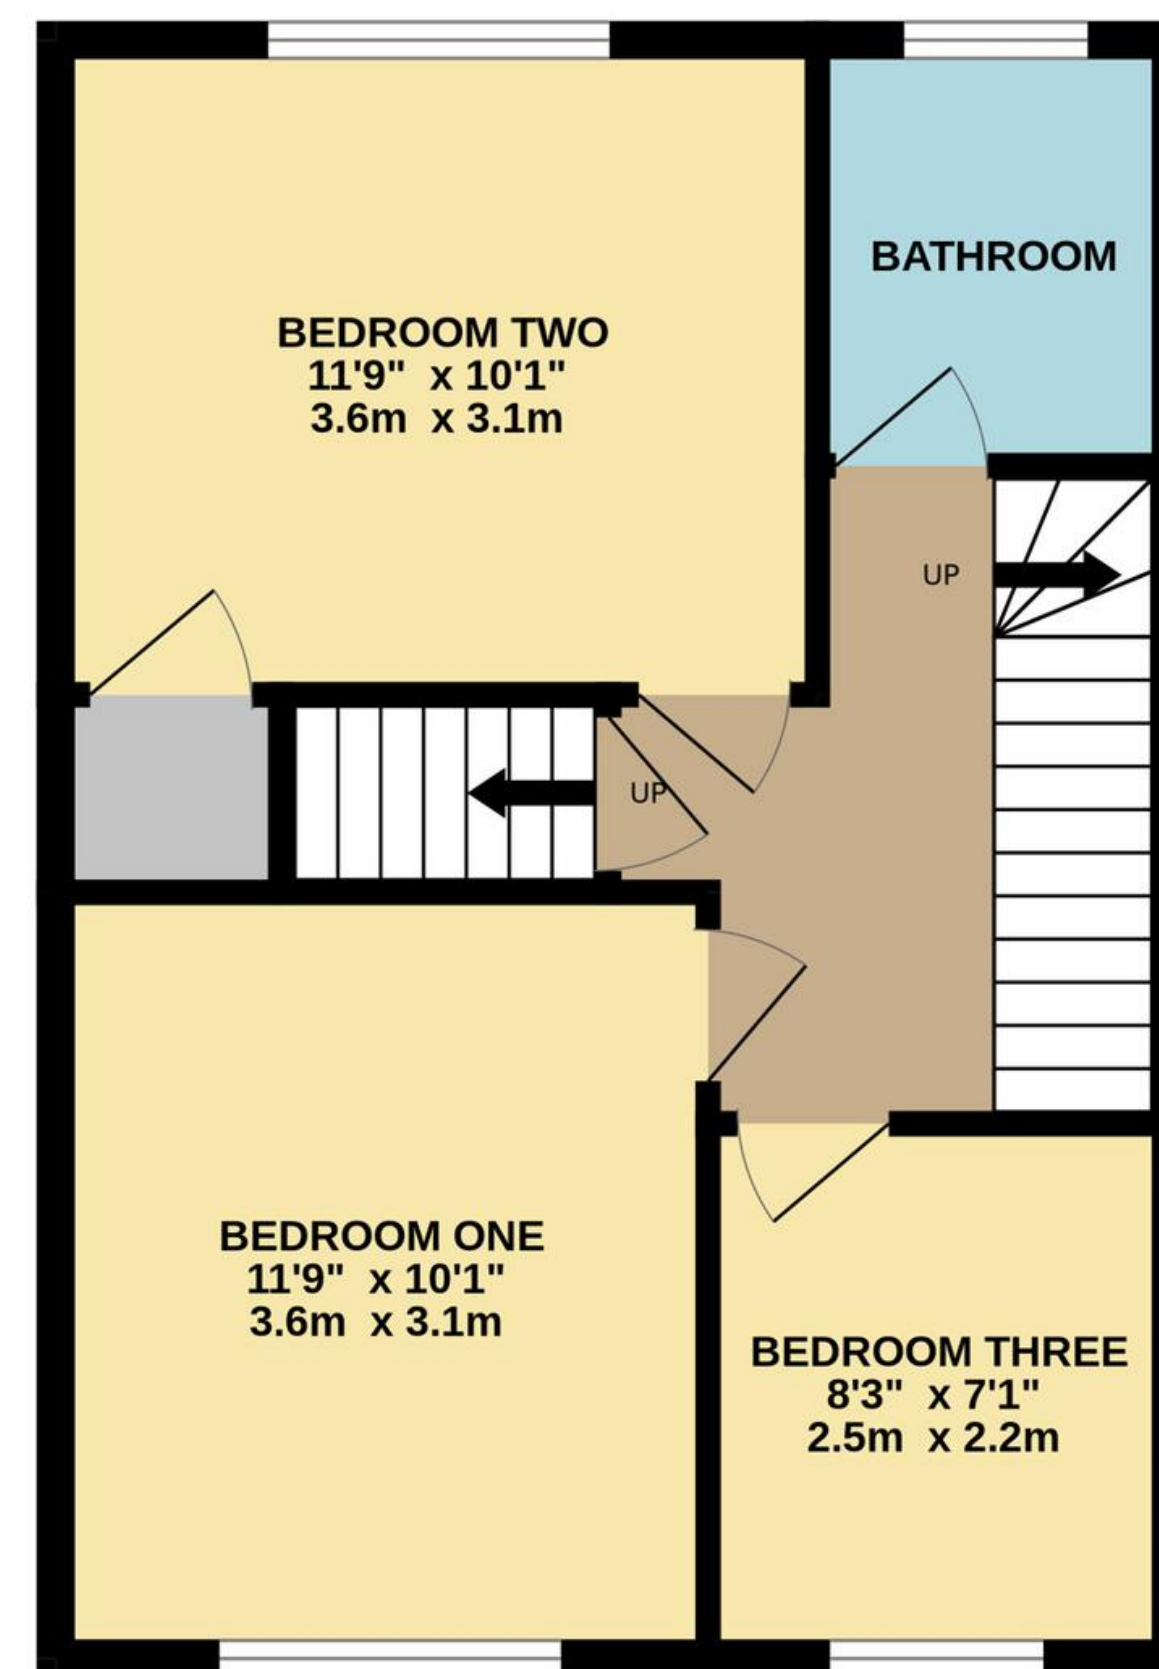 BATHROOM
BEDROOM TWO
11'9" x 10'1"
3.6m x 3.1m
UP
UP
BEDROOM ONE
11'9" x 10'1"
3.6m x 3.1m
BEDROOM THREE
8'3" x 7'1"
2.5m x 2.2m